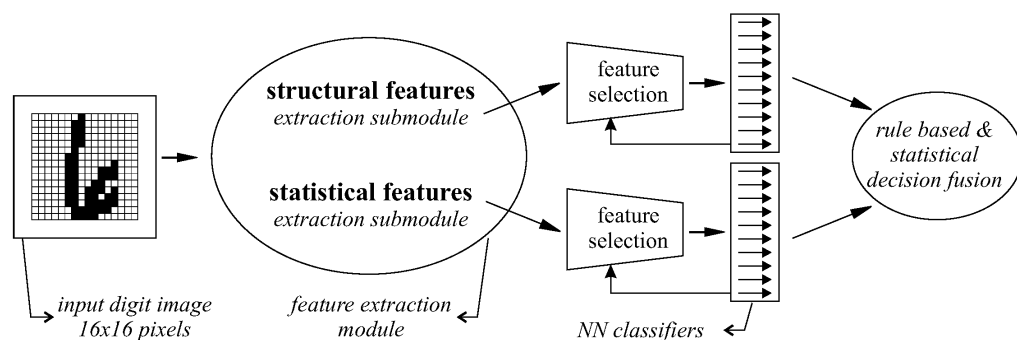 structural features
extraction submodule
statistical features
extraction submodule
feature
selection
feature
selection
rule based &
statistical
decision fusion
input digit image
16x16 pixels
feature extraction
module
NN classifiers